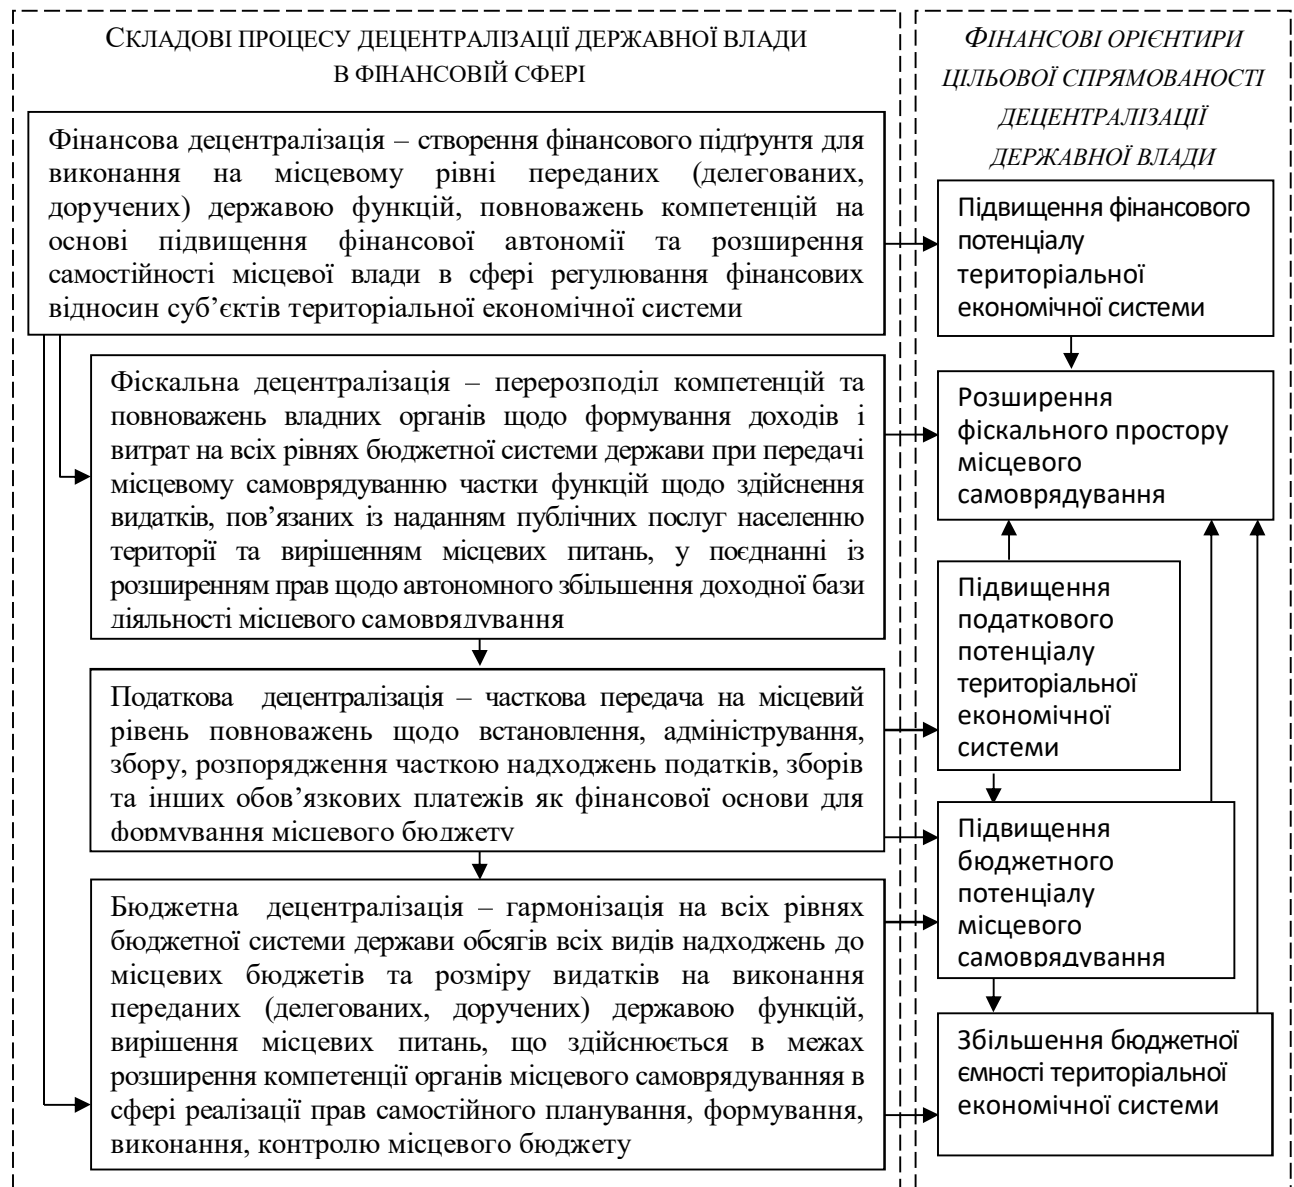 СКЛАДОВІ ПРОЦЕСУ ДЕЦЕНТРАЛІЗАЦІЇ ДЕРЖАВНОЇ ВЛАДИ
В ФІНАНСОВІЙ СФЕРІ
Фінансова децентралізація – створення фінансового підґрунтя для
виконання на місцевому рівні переданих (делегованих,
доручених) державою функцій, повноважень компетенцій на
основі підвищення фінансової автономії та розширення
самостійності місцевої влади в сфері регулювання фінансових
відносин суб’єктів територіальної економічної системи
Фіскальна децентралізація – перерозподіл компетенцій та
повноважень владних органів щодо формування доходів і
витрат на всіх рівнях бюджетної системи держави при передачі
місцевому самоврядуванню частки функцій щодо здійснення
видатків, пов’язаних із наданням публічних послуг населенню
території та вирішенням місцевих питань, у поєднанні із
розширенням прав щодо автономного збільшення доходної бази
діяльності місцевого самоврядування
Податкова децентралізація – часткова передача на місцевий
рівень повноважень щодо встановлення, адміністрування,
збору, розпорядження часткою надходжень податків, зборів
та інших обов’язкових платежів як фінансової основи для
формування місцевого бюджету
Бюджетна децентралізація – гармонізація на всіх рівнях
бюджетної системи держави обсягів всіх видів надходжень до
місцевих бюджетів та розміру видатків на виконання
переданих (делегованих, доручених) державою функцій,
вирішення місцевих питань, що здійснюється в межах
розширення компетенції органів місцевого самоврядуванняя в
сфері реалізації прав самостійного планування, формування,
виконання, контролю місцевого бюджету
ФІНАНСОВІ ОРІЄНТИРИ
ЦІЛЬОВОЇ СПРЯМОВАНОСТІ
ДЕЦЕНТРАЛІЗАЦІЇ
ДЕРЖАВНОЇ ВЛАДИ
Підвищення фінансового
потенціалу
територіальної
економічної системи
Розширення
фіскального простору
місцевого
самоврядування
Підвищення
податкового
потенціалу
територіальної
економічної
системи
Підвищення
бюджетного
потенціалу
місцевого
самоврядування
Збільшення бюджетної
ємності територіальної
економічної системи